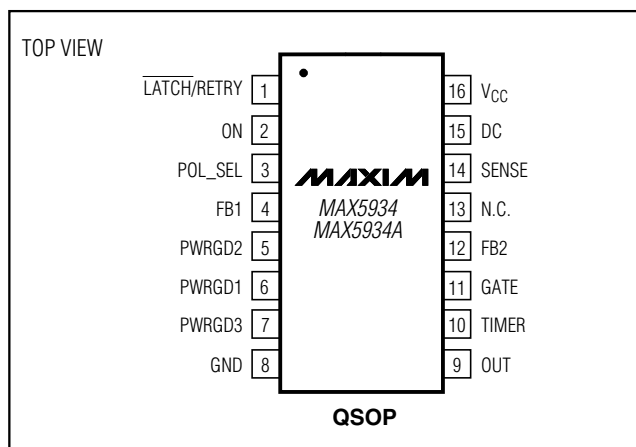 TOP VIEW
LATCH/RETRY 1
ON 2
POL_SEL 3
FB1 4
PWRGD2 5
PWRGD1 6
PWRGD3 7
GND 8
MAXIM
MAX5934
MAX5934A
16 VCC
15 DC
14 SENSE
13 N.C.
12 FB2
11 GATE
10 TIMER
9 OUT
QSOP